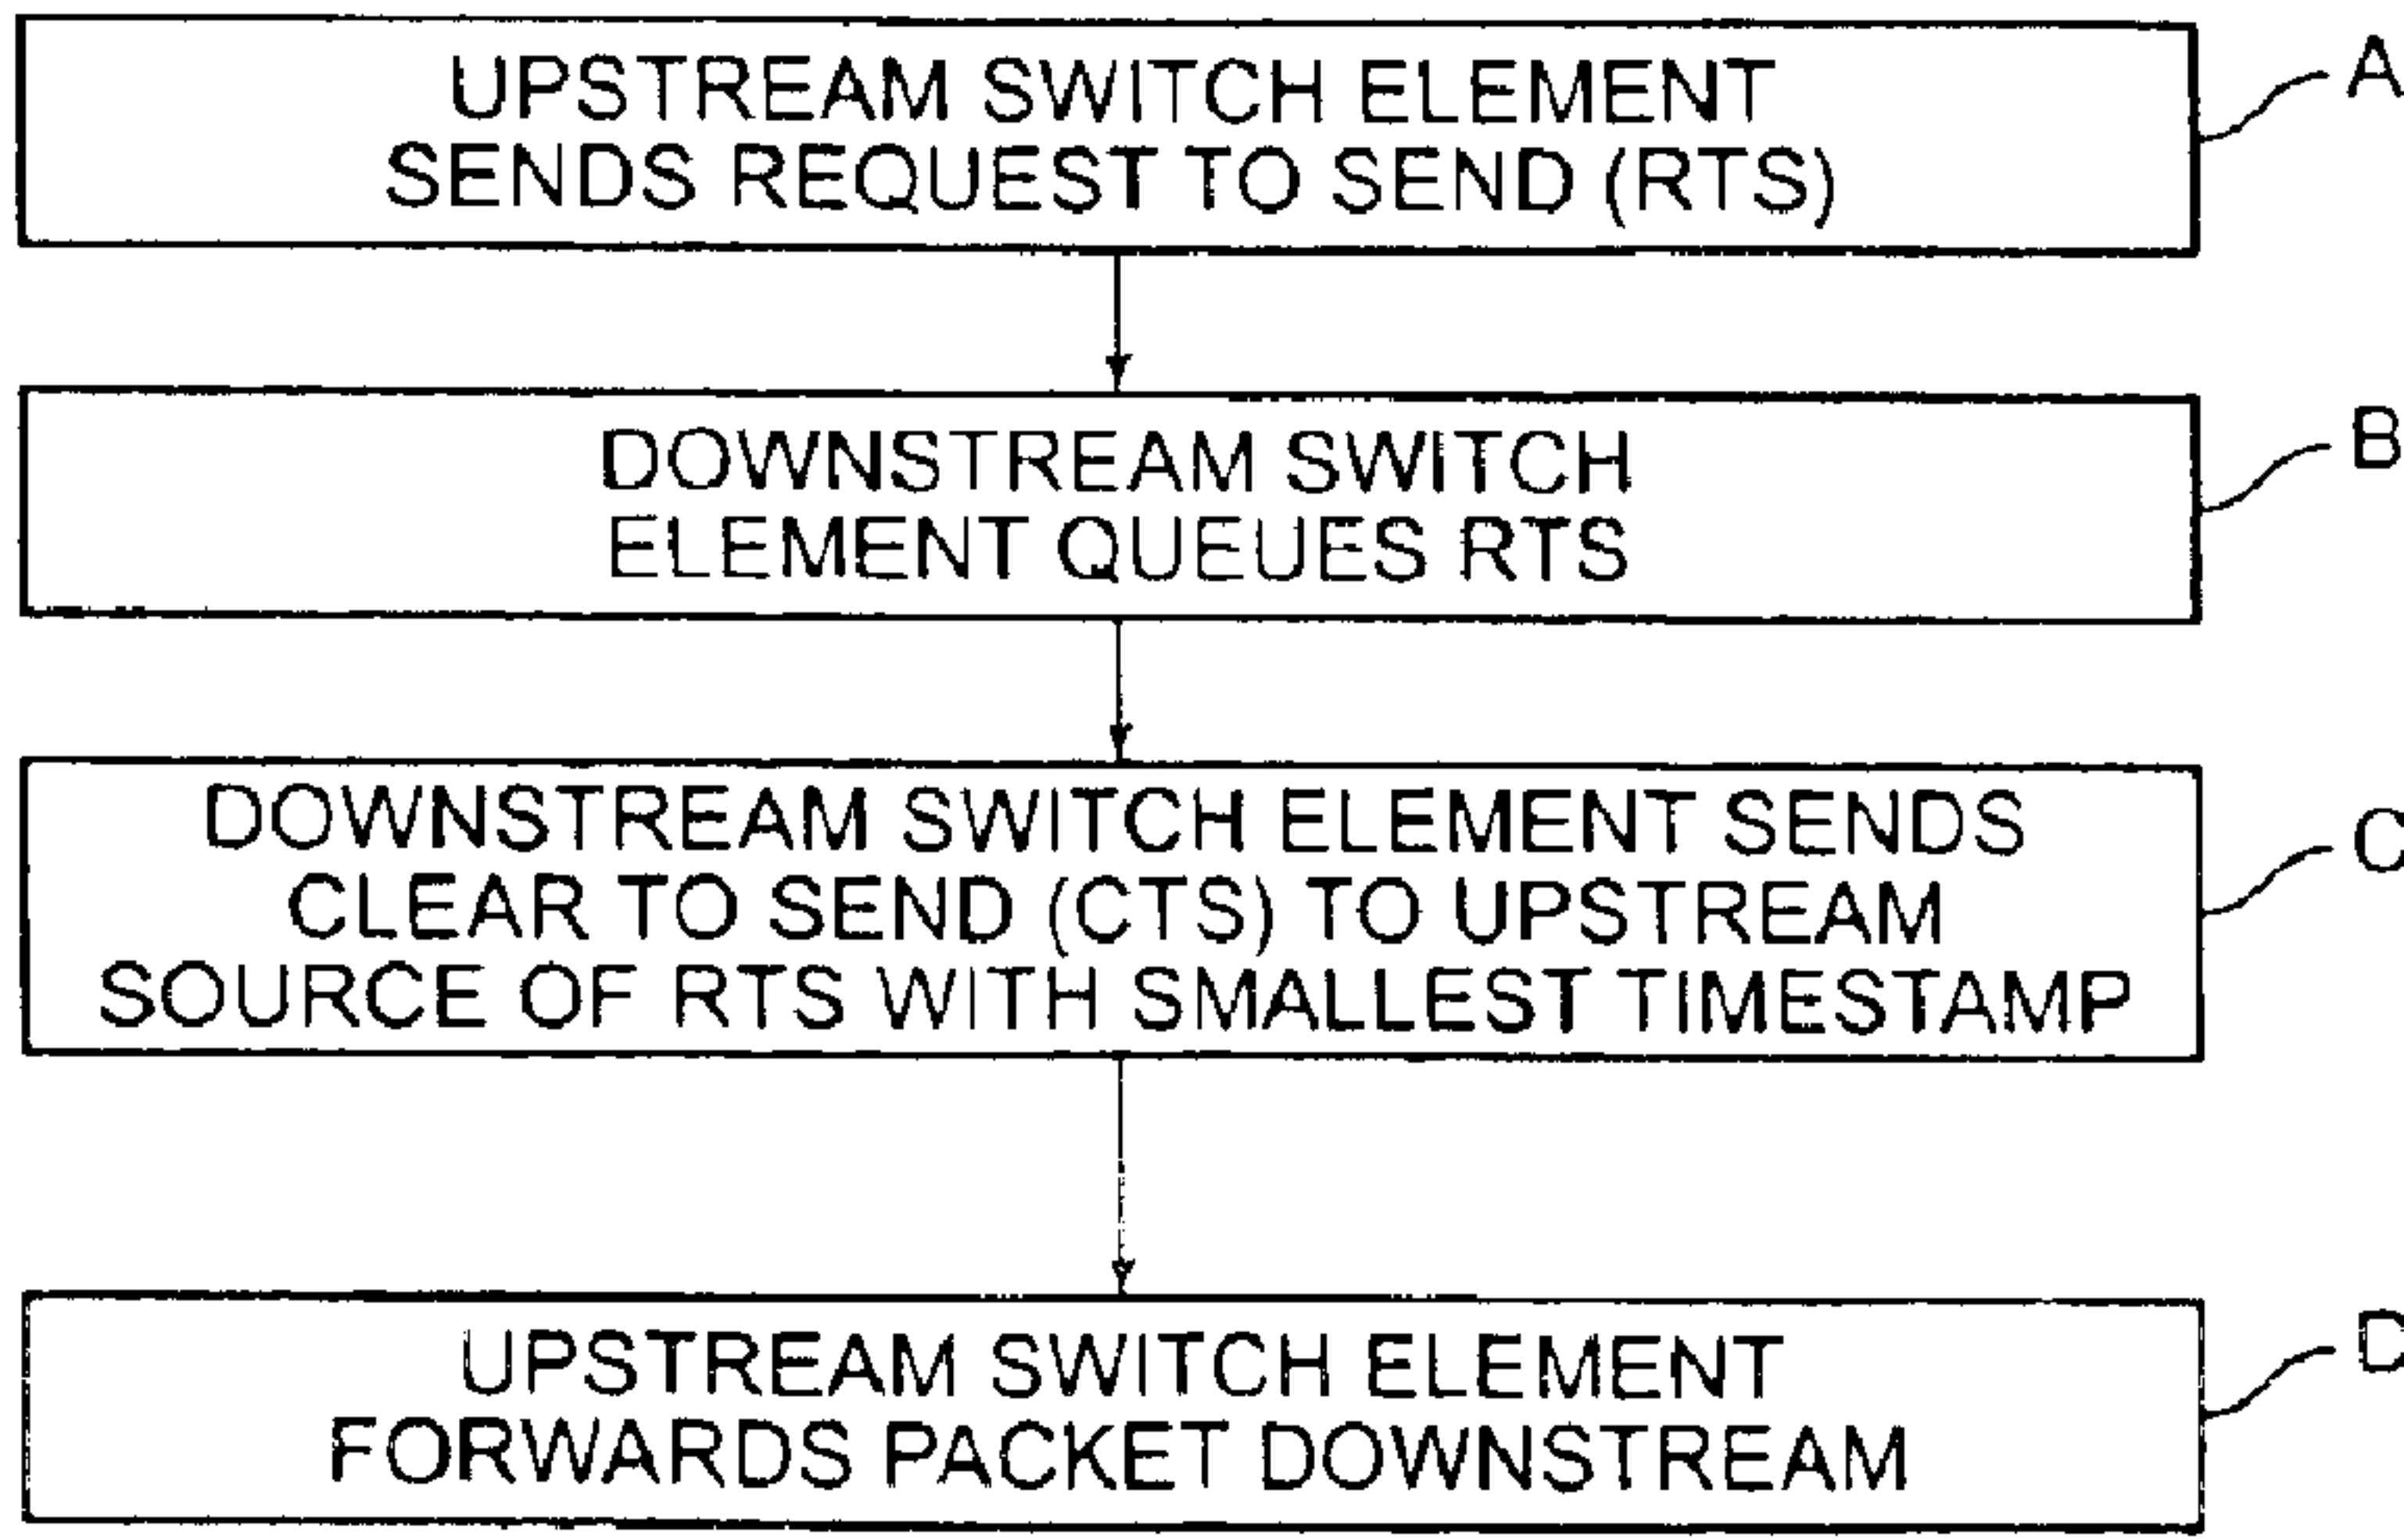 UPSTREAM SWITCH ELEMENT
SENDS REQUEST TO SEND (RTS)
A
DOWNSTREAM SWITCH
ELEMENT QUEUES RTS
B
DOWNSTREAM SWITCH ELEMENT SENDS
CLEAR TO SEND (CTS) TO UPSTREAM
SOURCE OF RTS WITH SMALLEST TIMESTAMP
C
UPSTREAM SWITCH ELEMENT
FORWARDS PACKET DOWNSTREAM
D